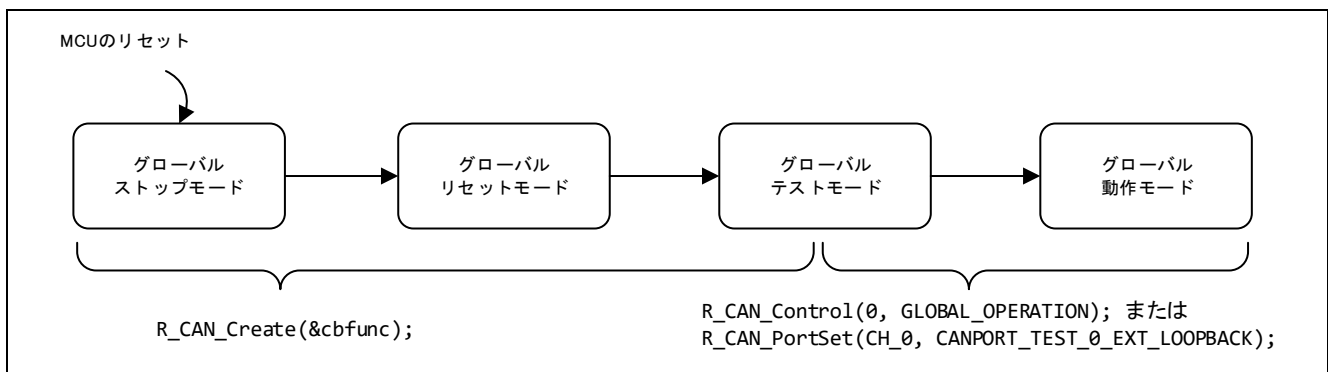 MCUのリセット
グローバル
ストップモード
グローバル
リセットモード
グローバル
テストモード
グローバル
動作モード
R_CAN_Create(&cbfunc);
R_CAN_Control(0, GLOBAL_OPERATION); または
R_CAN_PortSet(CH_0, CANPORT_TEST_0_EXT_LOOPBACK);